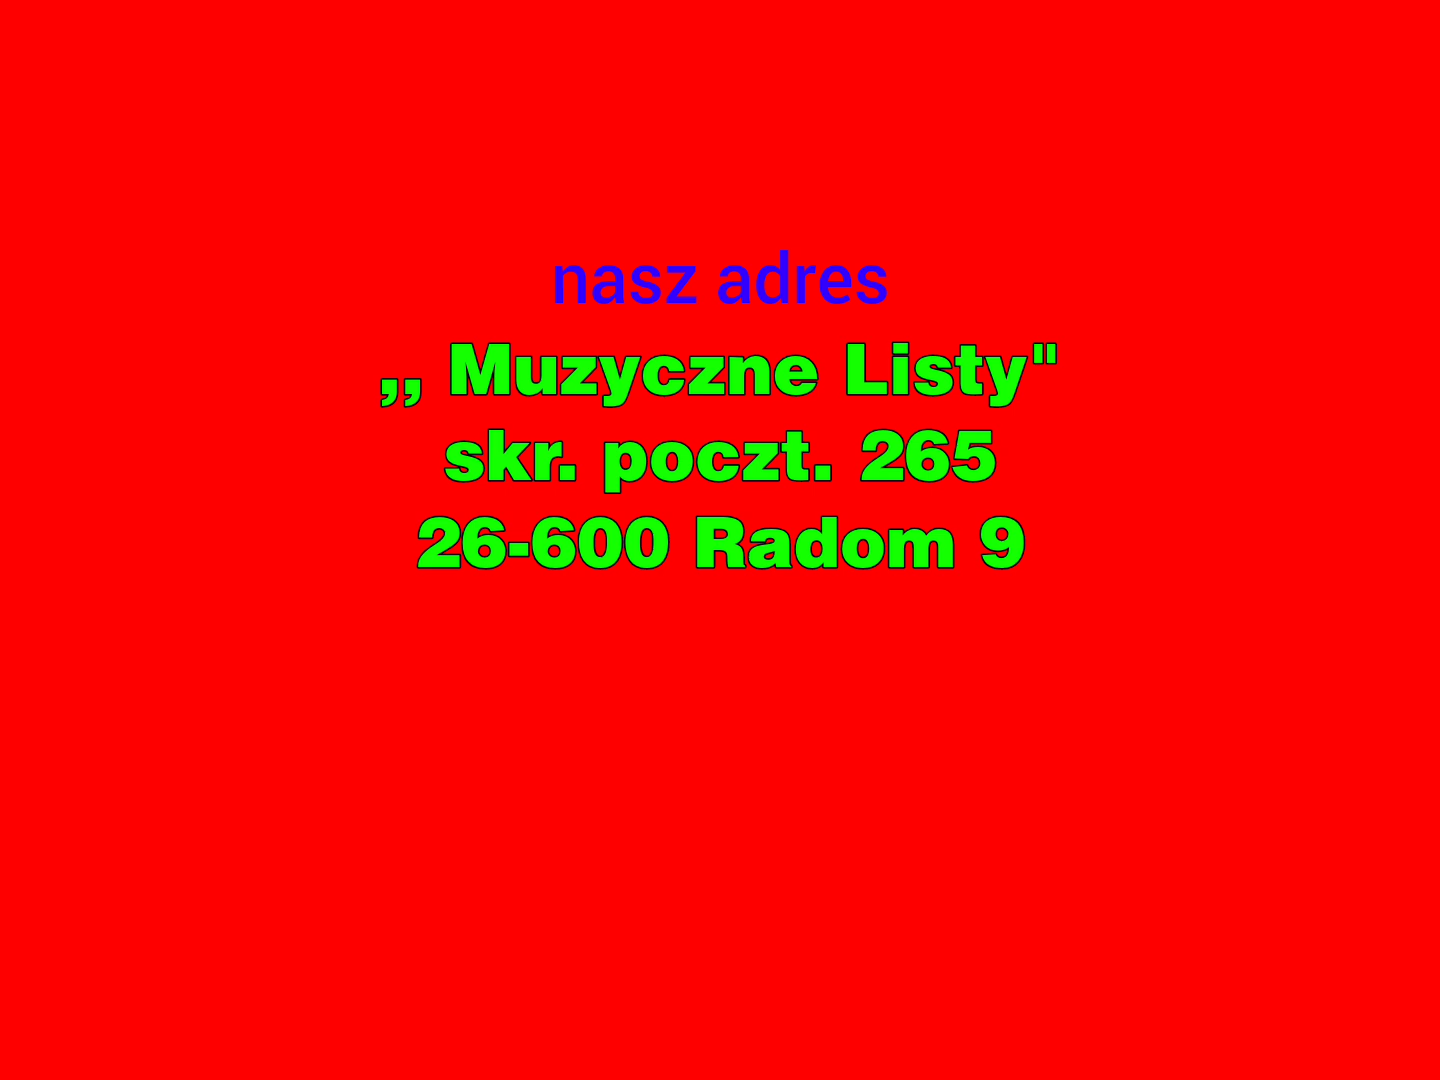 nasz adres
,, Muzyczne Listy"
skr. poczt. 265
26-600 Radom 9